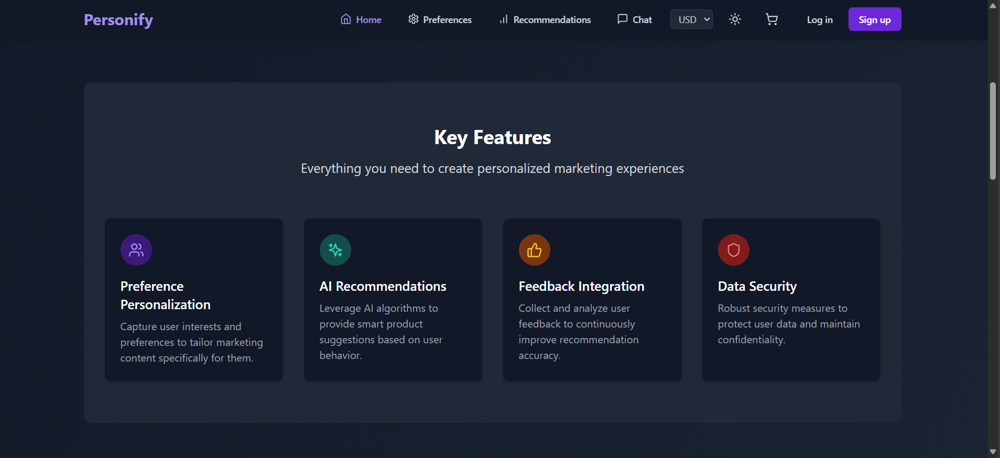 Personify
Home
Preferences
Recommendations
Chat
USD
Log in
Sign up
Key Features
Everything you need to create personalized marketing experiences
Preference
Personalization
Capture user interests and
preferences to tailor marketing
content specifically for them.
AI Recommendations
Leverage AI algorithms to
provide smart product
suggestions based on user
behavior.
Feedback Integration
Collect and analyze user
feedback to continuously
improve recommendation
accuracy.
Data Security
Robust security measures to
protect user data and maintain
confidentiality.